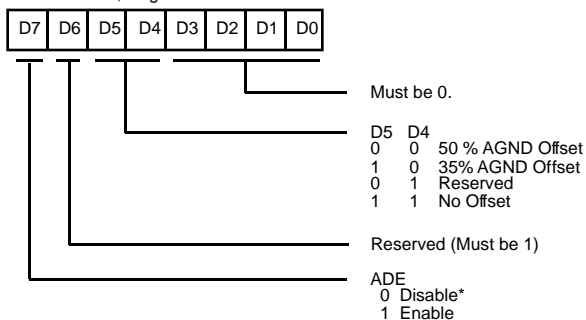 D7 D6 D5 D4 D3 D2 D1 D0
Must be 0.
D5 D4
0 0 50 % AGND Offset
1 0 35% AGND Offset
0 1 Reserved
1 1 No Offset
Reserved (Must be 1)
ADE
0 Disable*
1 Enable